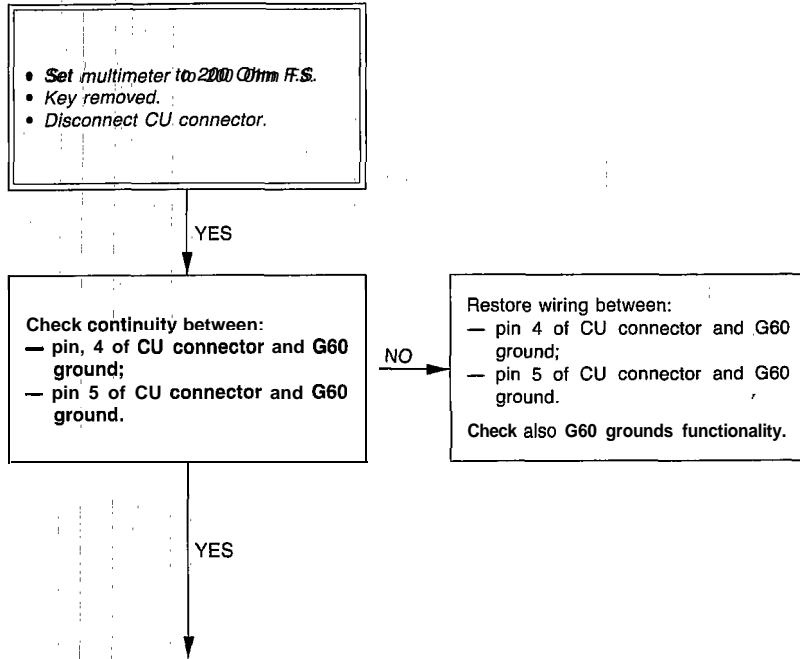 • Set multimeter to 200 Ohm F.S.
• Key removed.
• Disconnect CU connector.
YES
Check continuity between:
— pin, 4 of CU connector and G60
ground;
— pin 5 of CU connector and G60
ground.
NO
Restore wiring between:
— pin 4 of CU connector and G60
ground;
— pin 5 of CU connector and G60
ground.
Check also G60 grounds functionality.
YES